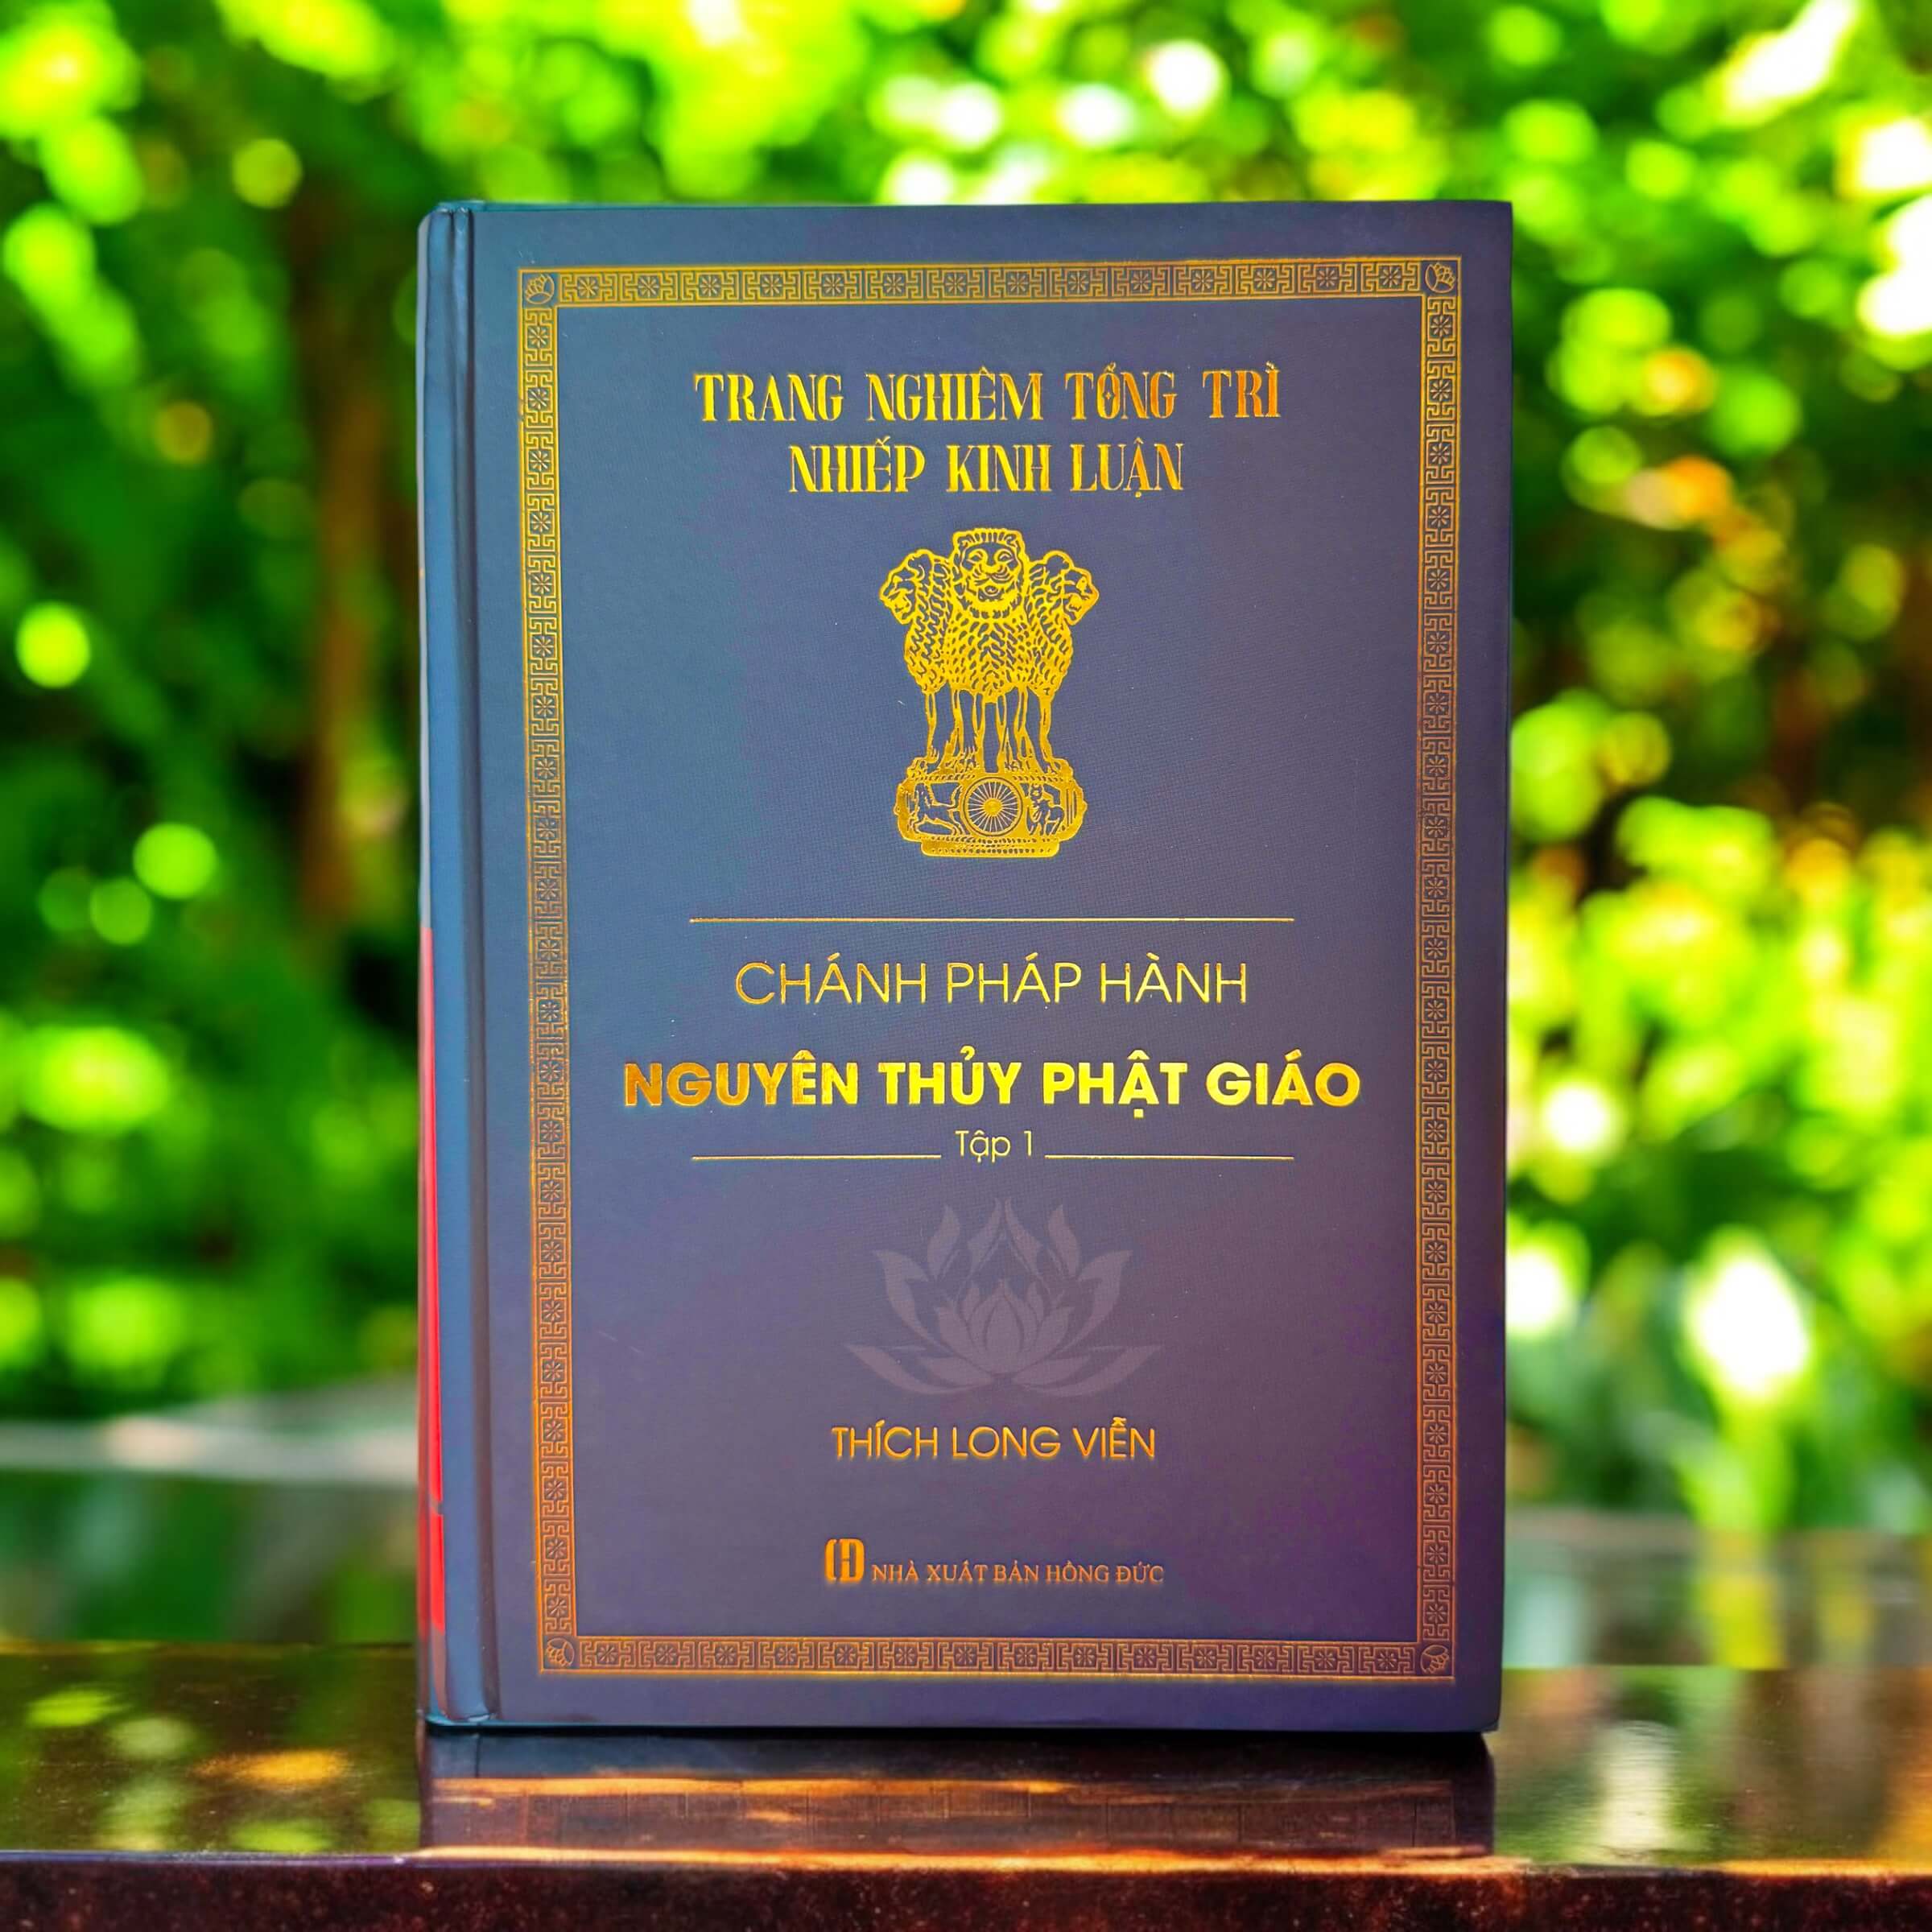 TRANG NGHIÊM TỔNG TRÌ
NHIẾP KINH LUẬN
CHÁNH PHÁP HÀNH
NGUYÊN THỦY PHẬT GIÁO
Tập 1
THÍCH LONG VIỄN
NHÀ XUẤT BẢN HỒNG ĐỨC